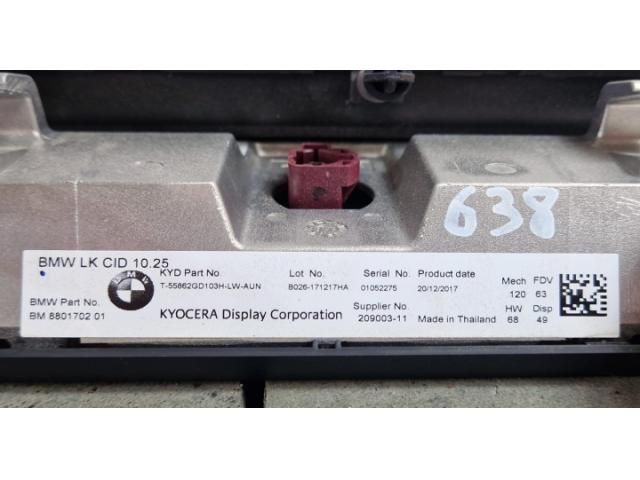 638
BMW LK CID 10.25
BMW Part No.
BM 8801702 01
BMW
KYD Part No.
T-55862GD103H-LW-AUN
KYOCERA Display Corporation
Lot No.
B026-171217HA
Serial No.
01052275
Supplier No.
209003-11
Product date
20/12/2017
Made in Thailand
Mech FDV
120 63
HW Disp
68 49